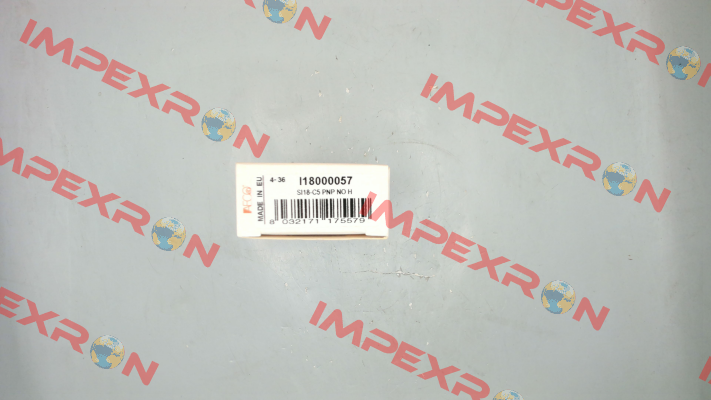 IMPEXRON
IMPEXRON
IMPEXRON
IMPEXRON
4- 36 I18000057
SI18-C5 PNP NO H
MADE IN EU
8 032171 175579
IMPEXRON
IMPEXRON
IMPEXRON
IMPEXRON